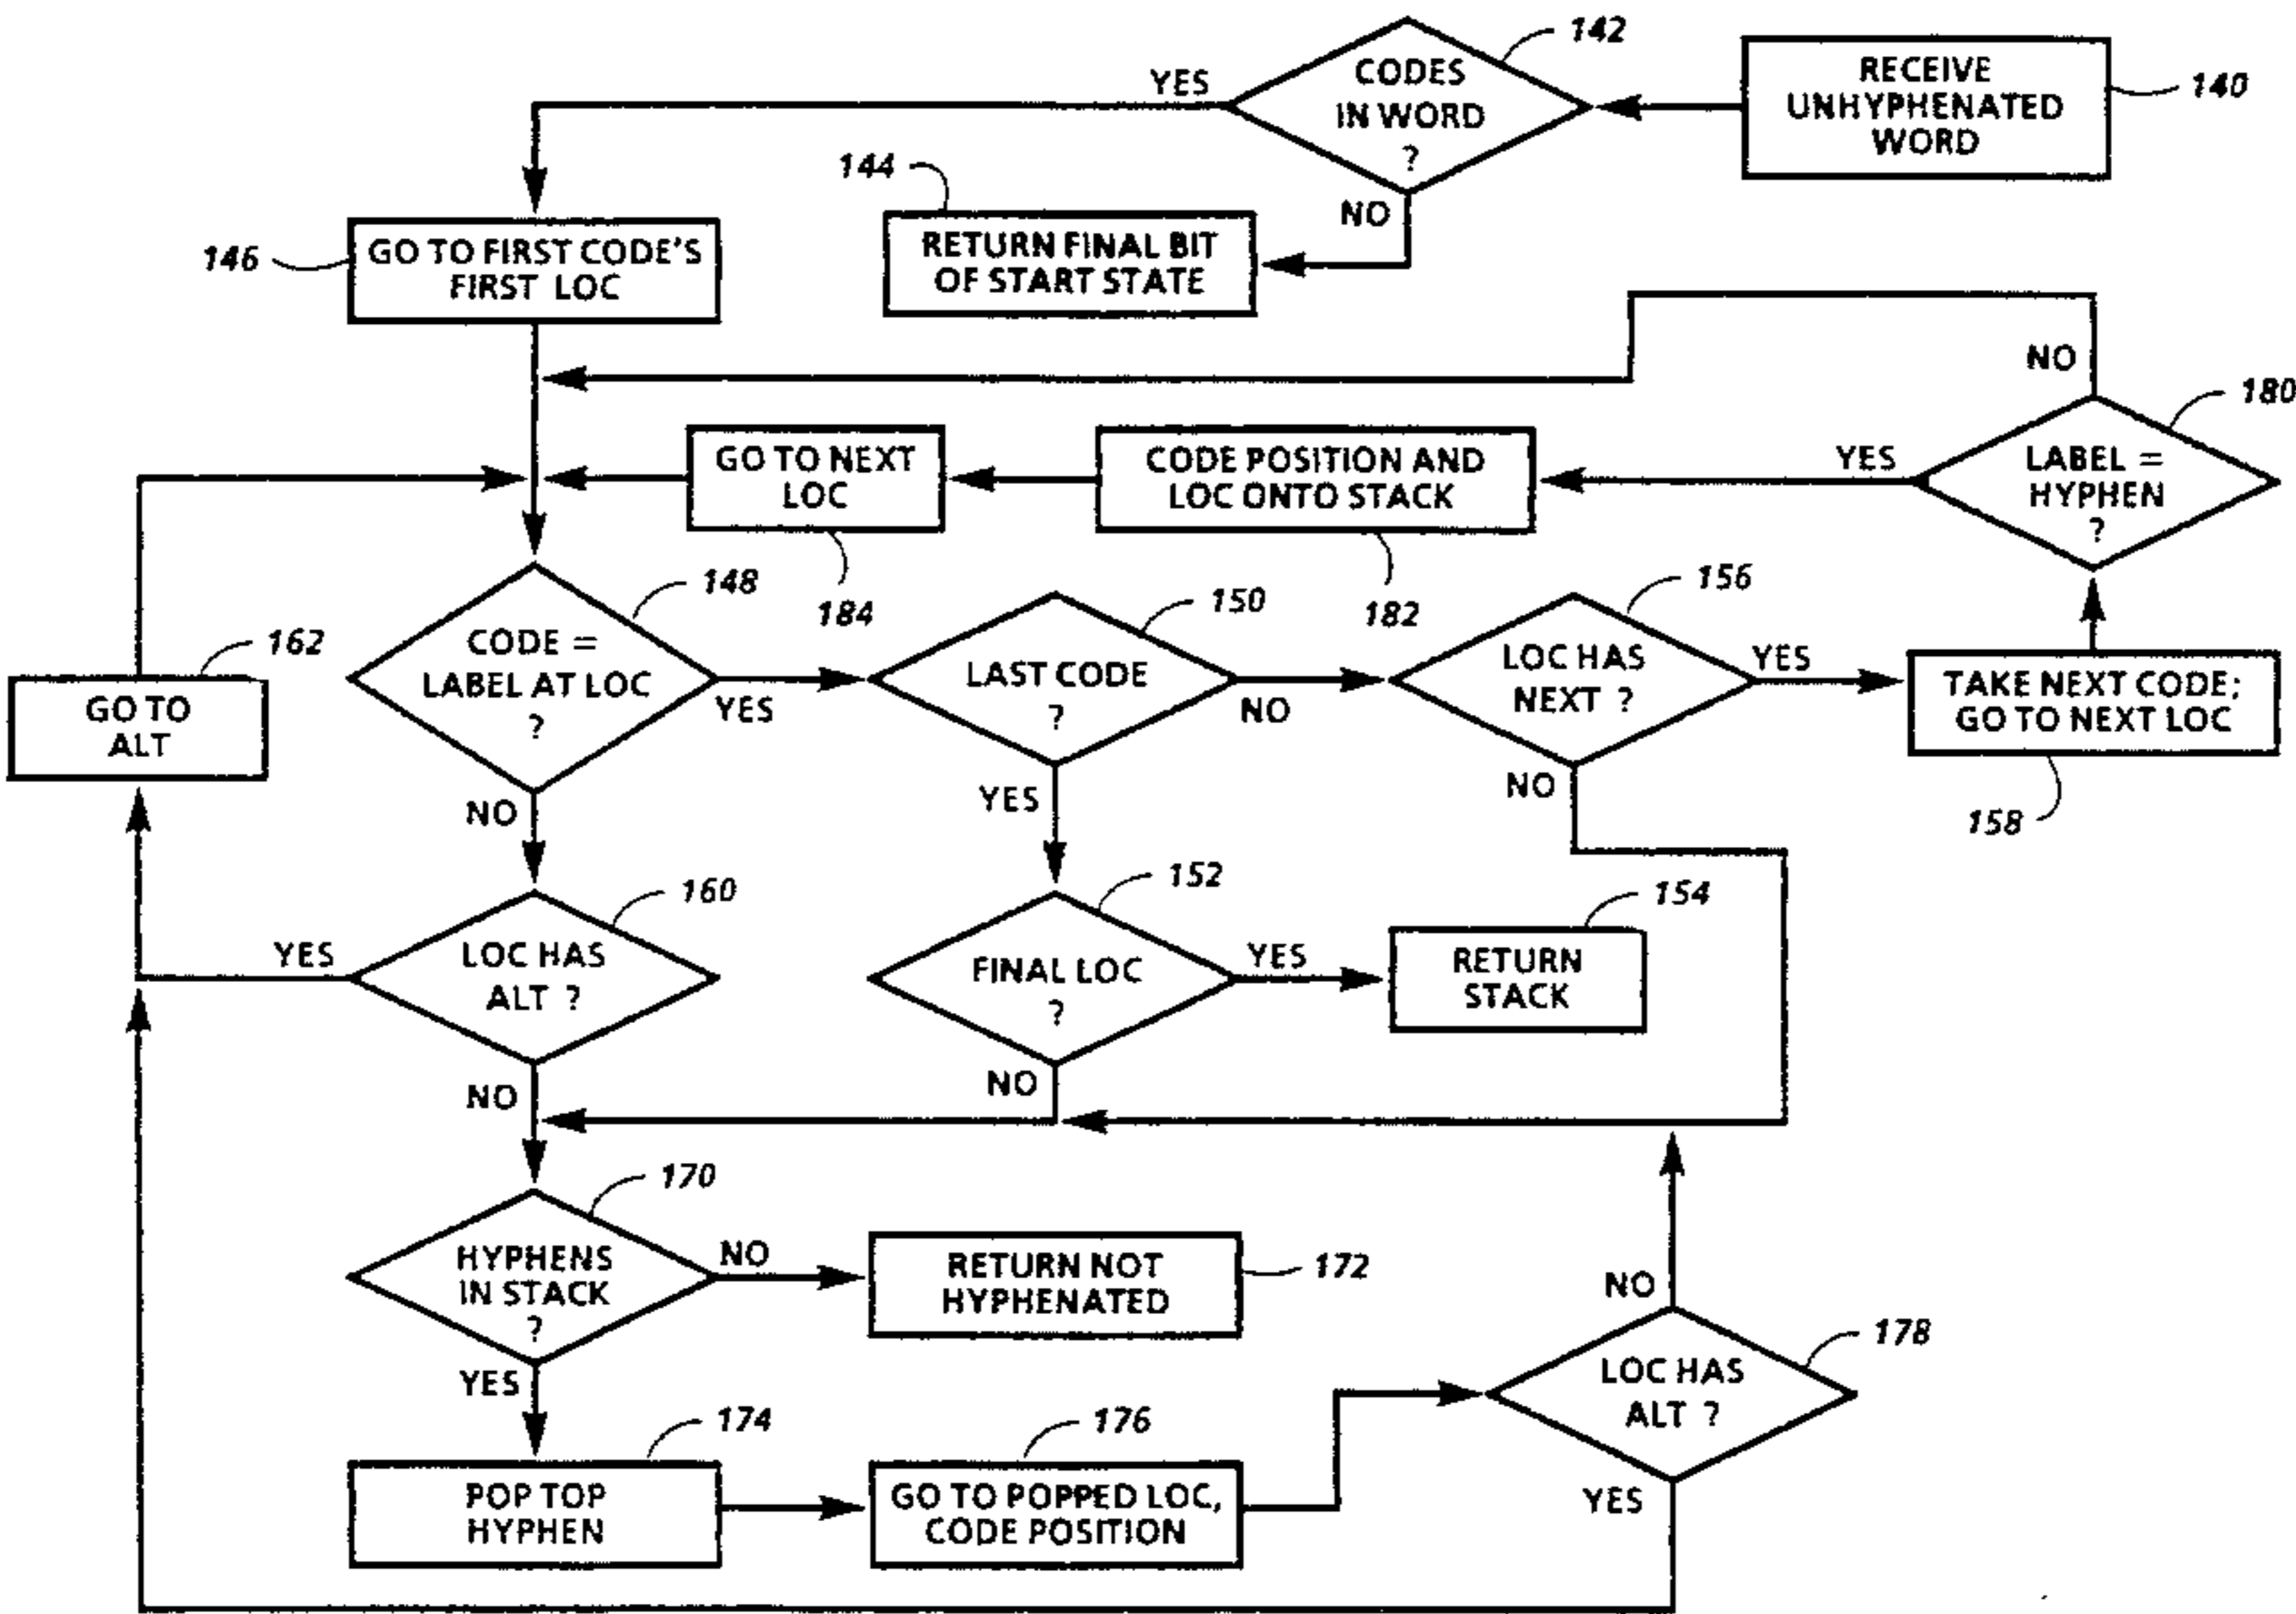 RECEIVE
UNHYPHENATED
WORD
140
CODES
IN WORD
?
142
YES
NO
144
RETURN FINAL BIT
OF START STATE
146
GO TO FIRST CODE'S
FIRST LOC
NO
180
LABEL =
HYPHEN
?
YES
CODE POSITION AND
LOC ONTO STACK
182
GO TO NEXT
LOC
184
148
CODE =
LABEL AT LOC
?
YES
NO
150
LAST CODE
?
NO
YES
156
LOC HAS
NEXT ?
YES
NO
TAKE NEXT CODE;
GO TO NEXT LOC
158
162
GO TO
ALT
160
LOC HAS
ALT ?
YES
NO
152
FINAL LOC
?
YES
NO
154
RETURN
STACK
170
HYPHENS
IN STACK
?
NO
YES
RETURN NOT
HYPHENATED
172
174
POP TOP
HYPHEN
176
GO TO POPPED LOC,
CODE POSITION
178
LOC HAS
ALT ?
NO
YES